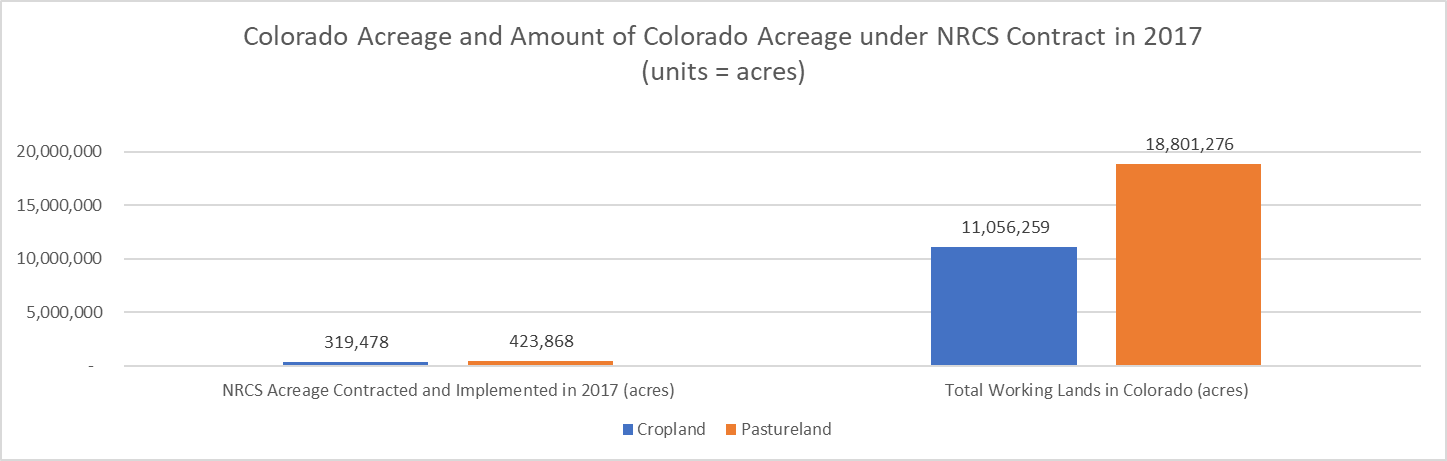 Colorado Acreage and Amount of Colorado Acreage under NRCS Contract in 2017
(units = acres)
20,000,000
15,000,000
10,000,000
5,000,000
-
319,478
423,868
11,056,259
18,801,276
NRCS Acreage Contracted and Implemented in 2017 (acres)
Total Working Lands in Colorado (acres)
Cropland
Pastureland